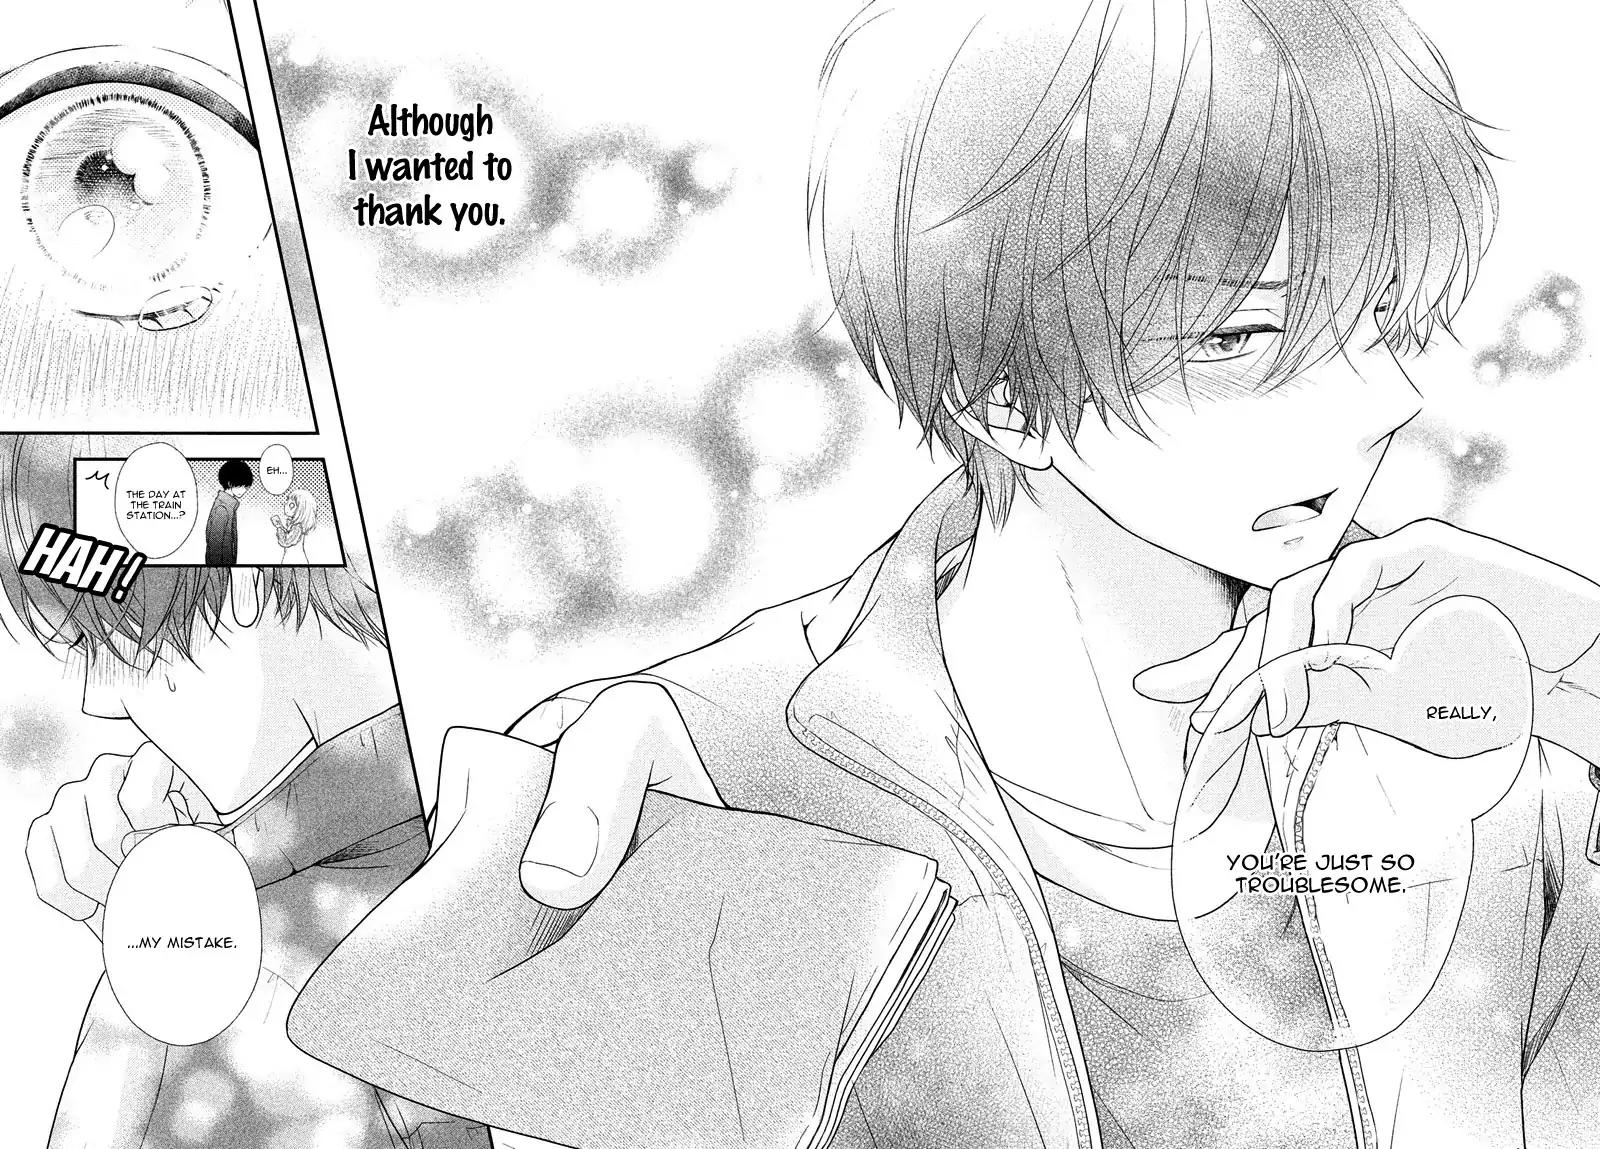 REALLY,
YOU'RE JUST SO
TROUBLESOME.
Although
I wanted to
thank you.
EH...
THE DAY AT
THE TRAIN
STATION...?
HAH!
...MY MISTAKE.